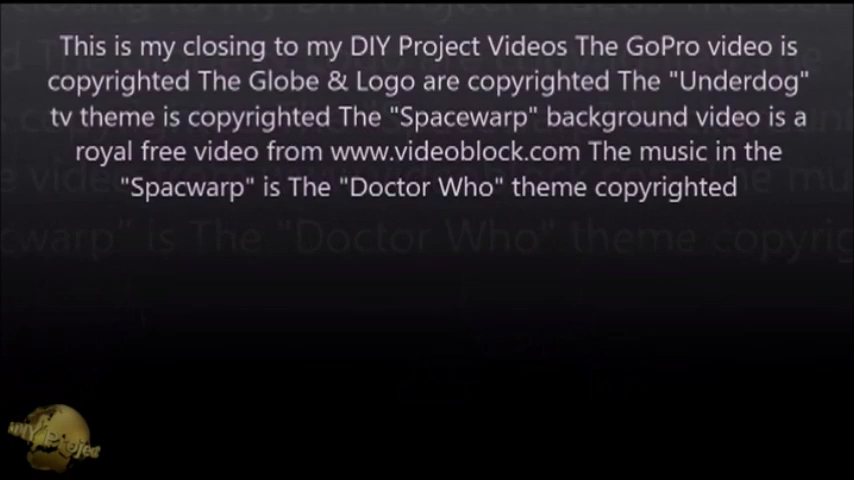 This is my closing to my DIY Project Videos The GoPro video is
copyrighted The Globe & Logo are copyrighted The "Underdog"
tv theme is copyrighted The "Spacewarp" background video is a
royal free video from www.videoblock.com The music in the
"Spacwarp" is The "Doctor Who" theme copyrighted
DIY Project